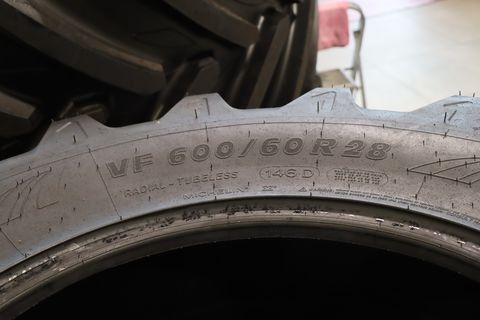 VF 600/60 R 28
RADIAL - TUBELESS 146 D
MICHELIN